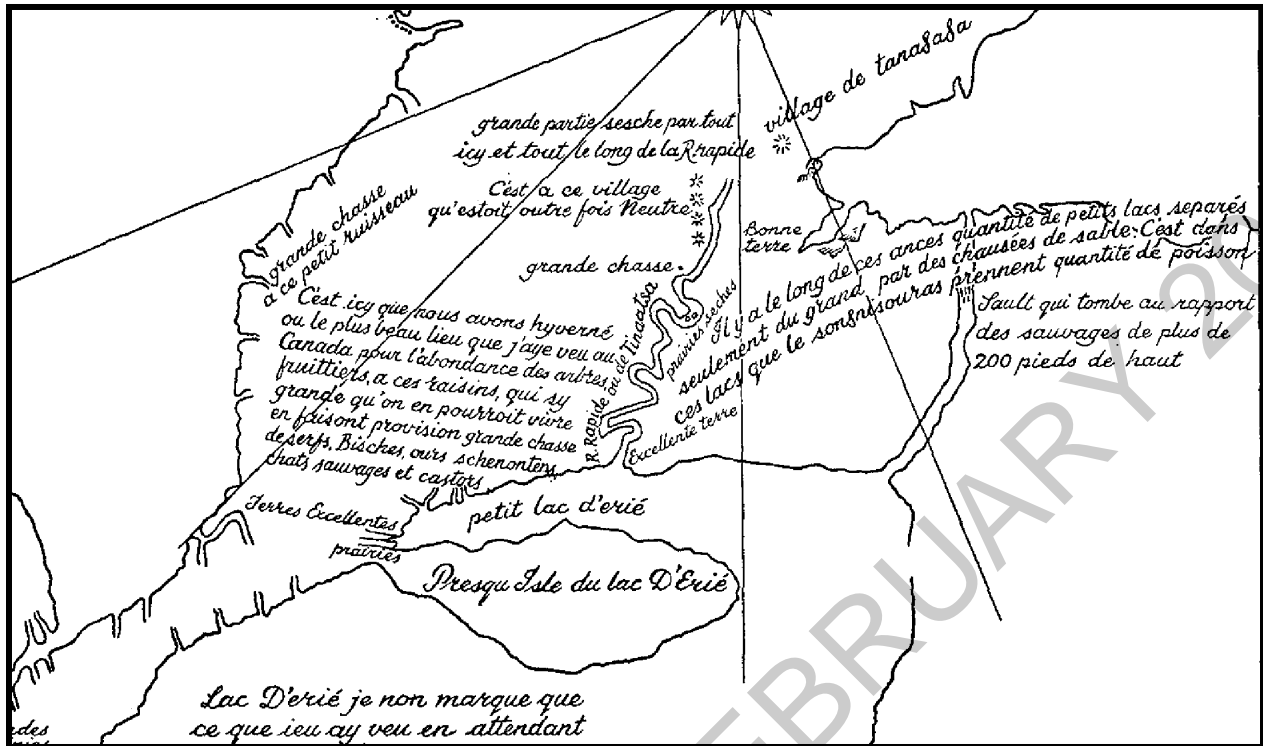 village de tanasasa
grande partie sesche par tout
icy et tout le long de la R. rapide
C'est a ce village
qu'estoit outre fois Neutre
grande chasse
a ce petit ruisseau
Bonne
terre
grande chasse.
Il y a le long de ces ances quantité de petits lacs separés
seulement du grand par des chausées de sable: C'est dans
ces lacs que le prennent quantité de poisson
prairies seches
R. Rapide ou de Tinaatsa
Excellente terre
Sault qui tombe au rapport
des sauvages de plus de
200 pieds de haut
C'est icy que nous avons hyverné
ou le plus beau lieu que j'aye veu au
Canada pour l'abondance des arbres
fruittiers, a ces raisins, qui sy
grande qu'on en pourroit vivre
en faisont provision grande chasse
de serfs, Bisches, ours schenontens
chats sauvages et castors
Terres Excellentes
prairies
petit lac d'erié
Presqu Isle du lac D'Erié
Lac D'erié je non marque que
ce que ieu ay veu en attendant
FEBRUARY 20